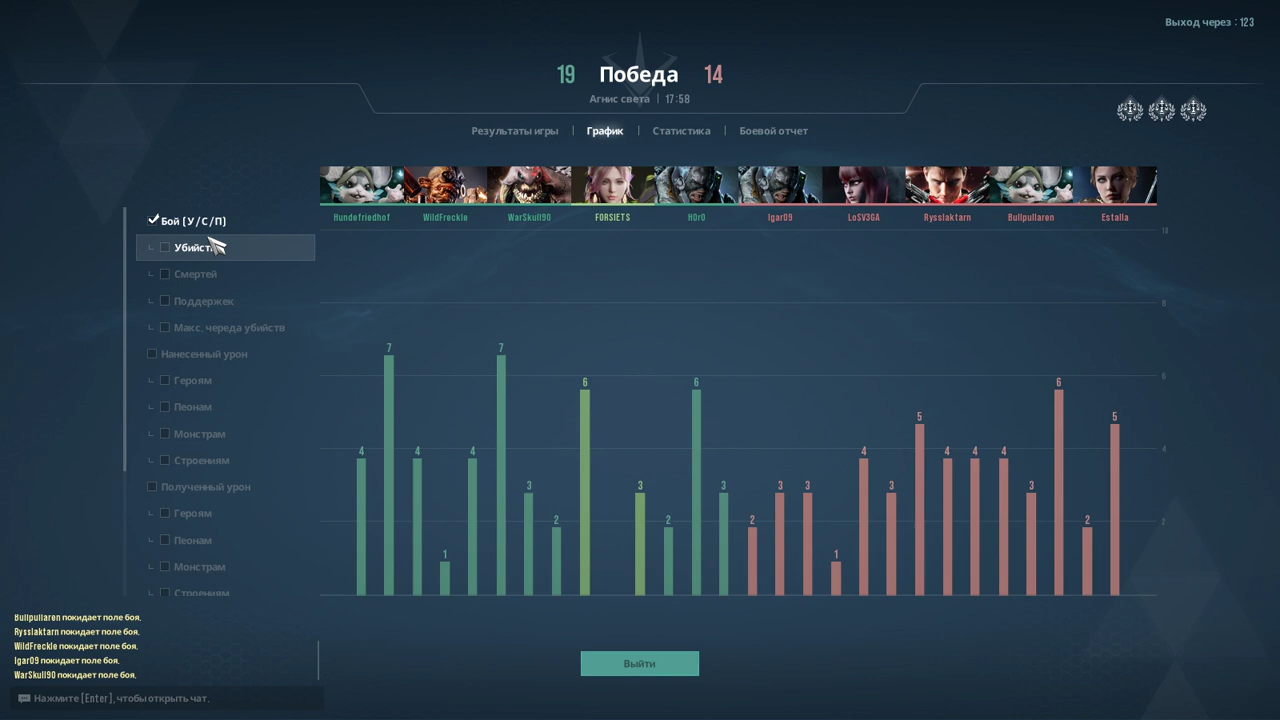 Выход через : 123
19 Победа 14
Агнис света | 17:58
Результаты игры | График | Статистика | Боевой отчет
Hundefriedhof WildFreckle WarSkull90 FORSIETS H0r0 Igar09 LoSV3GA Rysslaktarn Bullpullaren Estalla
Бой [У/С/П]
Смертей
Поддержек
Макс. череда убийств
Нанесенный урон
Героям
Пеонам
Монстрам
Строениям
Полученный урон
Героям
Пеонам
Монстрам
Строениям
10
8
6
4
2
4 7 4 1 4 7 3 2 6 3 2 6 3 2 3 3 1 4 3 5 4 4 4 3 6 2 5
Bullpullaren покидает поле боя.
Rysslaktarn покидает поле боя.
WildFreckle покидает поле боя.
Igar09 покидает поле боя.
WarSkull90 покидает поле боя.
Нажмите [Enter], чтобы открыть чат.
Выйти